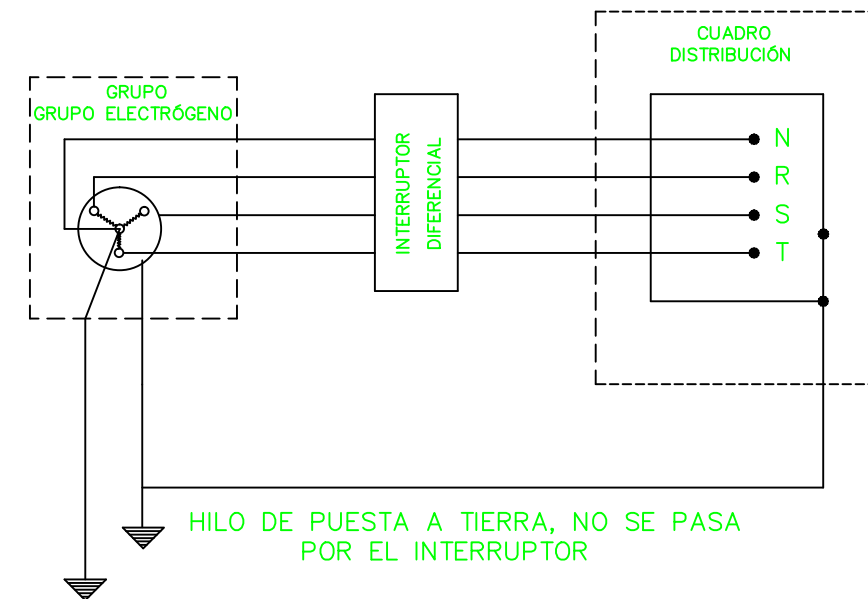 CUADRO
DISTRIBUCIÓN
GRUPO
GRUPO ELECTRÓGENO
INTERRUPTOR
DIFERENCIAL
N
R
S
T
HILO DE PUESTA A TIERRA, NO SE PASA
POR EL INTERRUPTOR